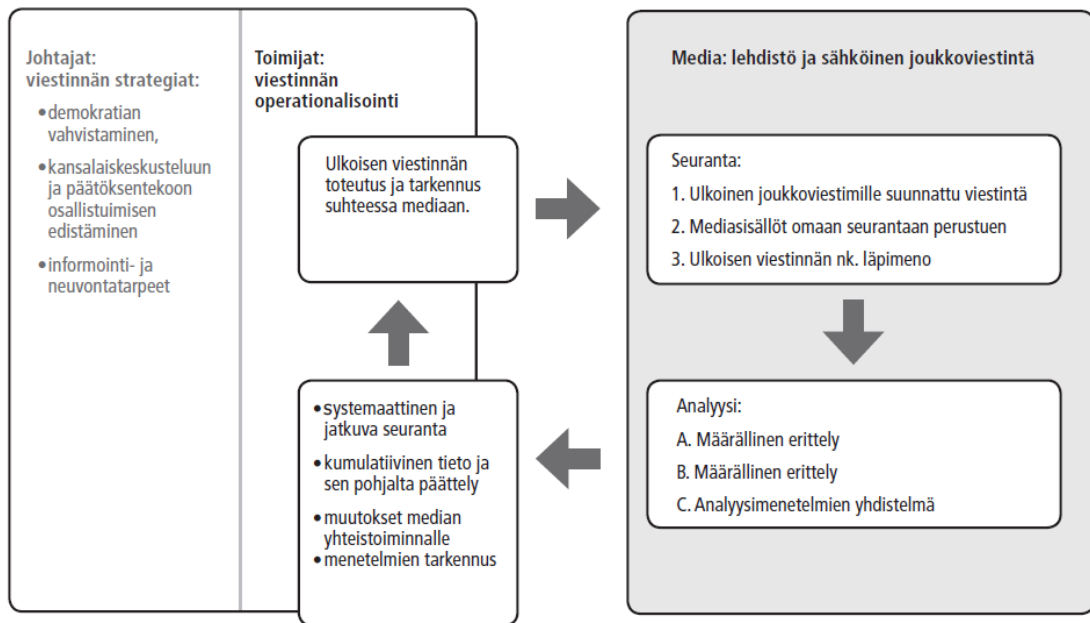 Johtajat:
viestinnän strategiat:
•demokratian
vahvistaminen,
•kansalaiskeskusteluun
ja päätöksentekoon
osallistuimisen
edistäminen
•informointi- ja
neuvontatarpeet
Toimijat:
viestinnän
operationalisointi
Ulkoisen viestinnän
toteutus ja tarkennus
suhteessa mediaan.
•systemaattinen ja
jatkuva seuranta
•kumulatiivinen tieto ja
sen pohjalta päättely
•muutokset median
yhteistoiminnalle
•menetelmien tarkennus
Media: lehdistö ja sähköinen joukkoviestintä
Seuranta:
1. Ulkoinen joukkoviestimille suunnattu viestintä
2. Mediasisällöt omaan seurantaan perustuen
3. Ulkoisen viestinnän nk. läpimeno
Analyysi:
A. Määrällinen erittely
B. Määrällinen erittely
C. Analyysimenetelmien yhdistelmä